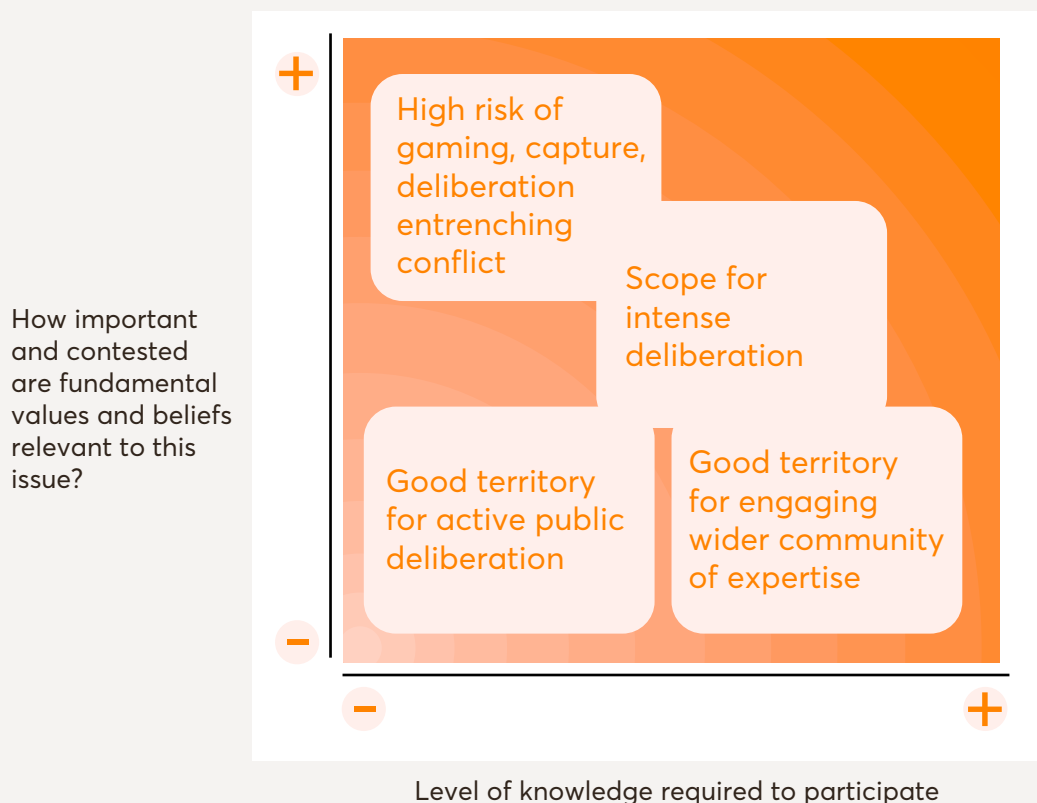 +
High risk of
gaming, capture,
deliberation
entrenching
conflict
Scope for
intense
deliberation
How important
and contested
are fundamental
values and beliefs
relevant to this
issue?
Good territory
for active public
deliberation
Good territory
for engaging
wider community
of expertise
-
- +
Level of knowledge required to participate